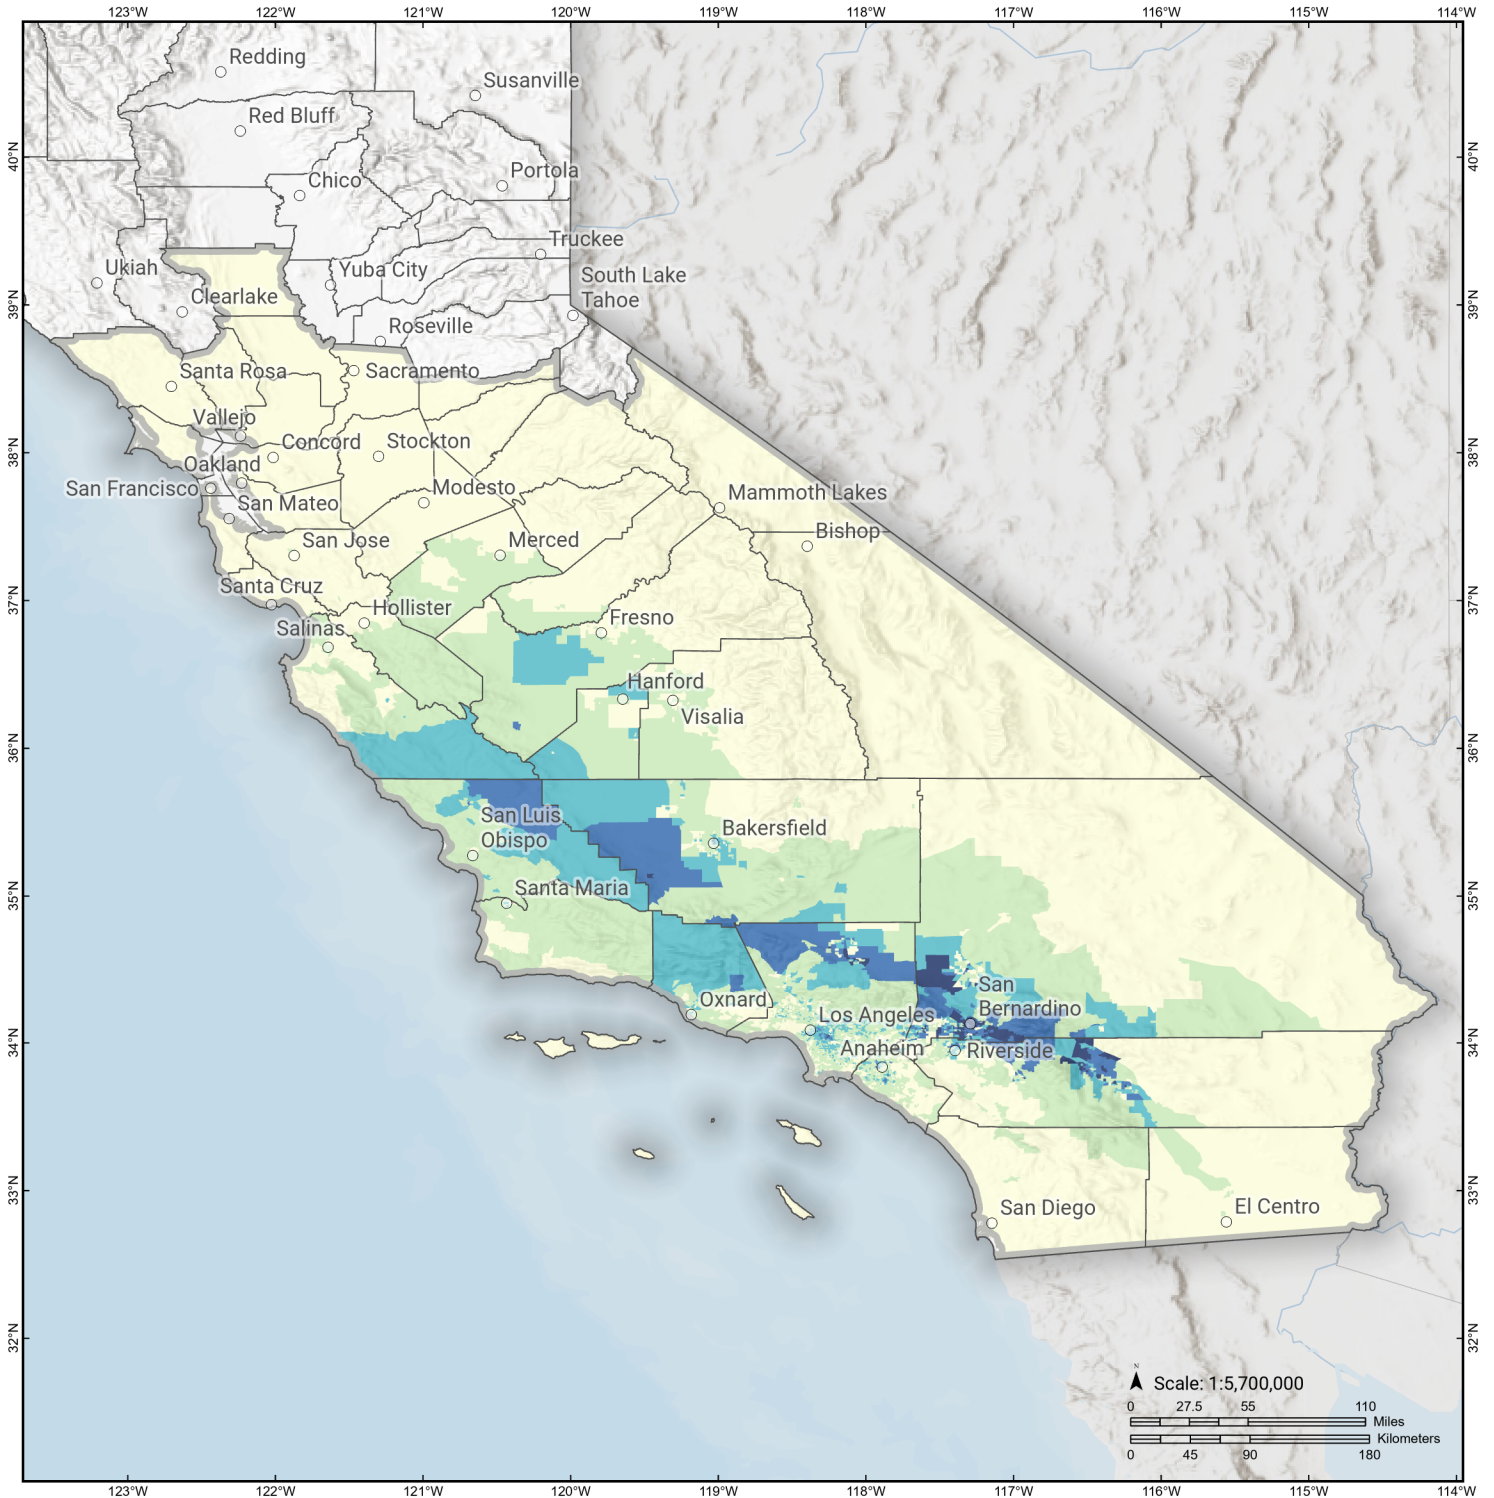 123°W 122°W 121°W 120°W 119°W 118°W 117°W 116°W 115°W 114°W
Redding
Susanville
Red Bluff
40°N
40°N
Portola
Chico
Truckee
Ukiah
Yuba City
South Lake
Tahoe
Clearlake
39°N
39°N
Roseville
Santa Rosa
Sacramento
Vallejo
Concord
Stockton
38°N
38°N
Oakland
San Francisco
Modesto
Mammoth Lakes
San Mateo
Bishop
San Jose
Merced
Santa Cruz
37°N
37°N
Hollister
Salinas
Fresno
Hanford
Visalia
36°N
36°N
San Luis
Obispo
Bakersfield
Santa Maria
35°N
35°N
San
Bernardino
Oxnard
Los Angeles
34°N
34°N
Anaheim
Riverside
33°N
33°N
San Diego
El Centro
32°N
32°N
N
Scale: 1:5,700,000
0 27.5 55 110
Miles
Kilometers
0 45 90 180
123°W 122°W 121°W 120°W 119°W 118°W 117°W 116°W 115°W 114°W